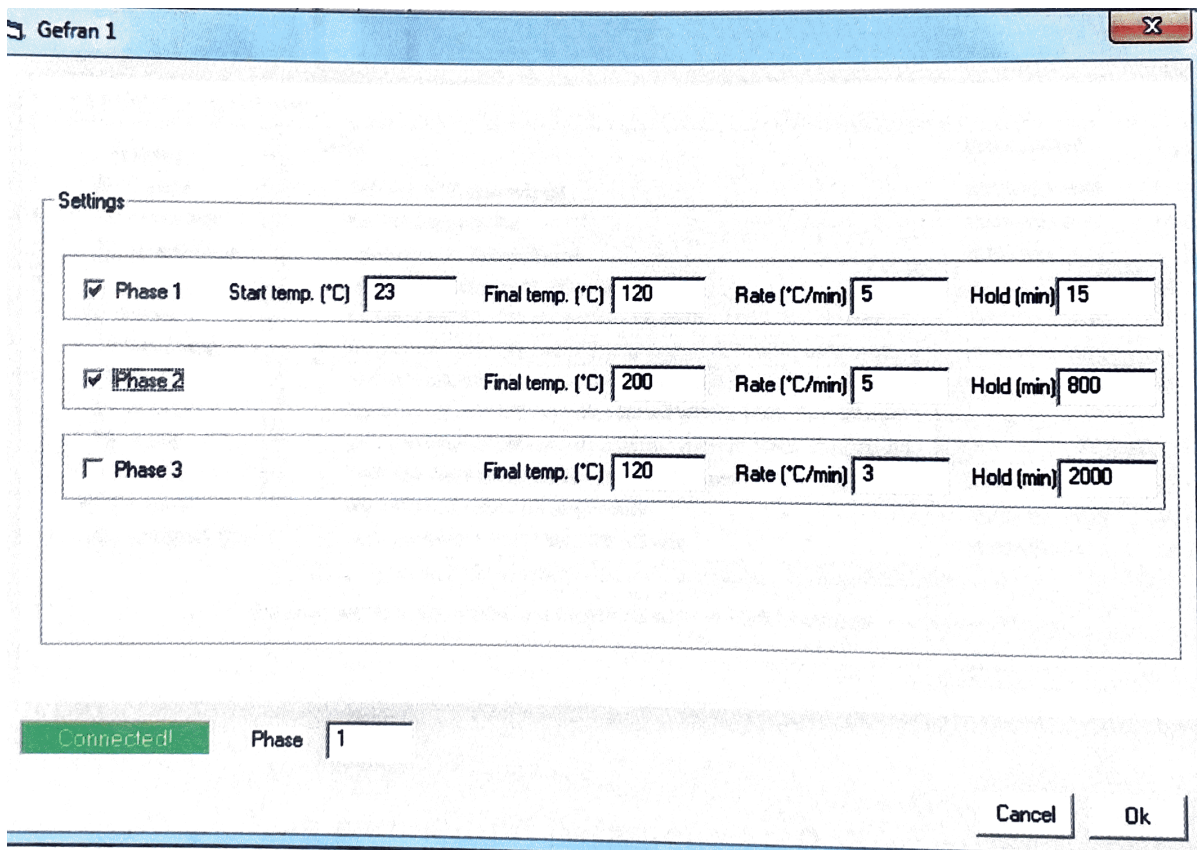 Gefran 1
Settings
Phase 1 Start temp. (°C) 23 Final temp. (°C) 120 Rate (°C/min) 5 Hold (min) 15
Phase 2 Final temp. (°C) 200 Rate (°C/min) 5 Hold (min) 800
Phase 3 Final temp. (°C) 120 Rate (°C/min) 3 Hold (min) 2000
Connected! Phase 1
Cancel Ok